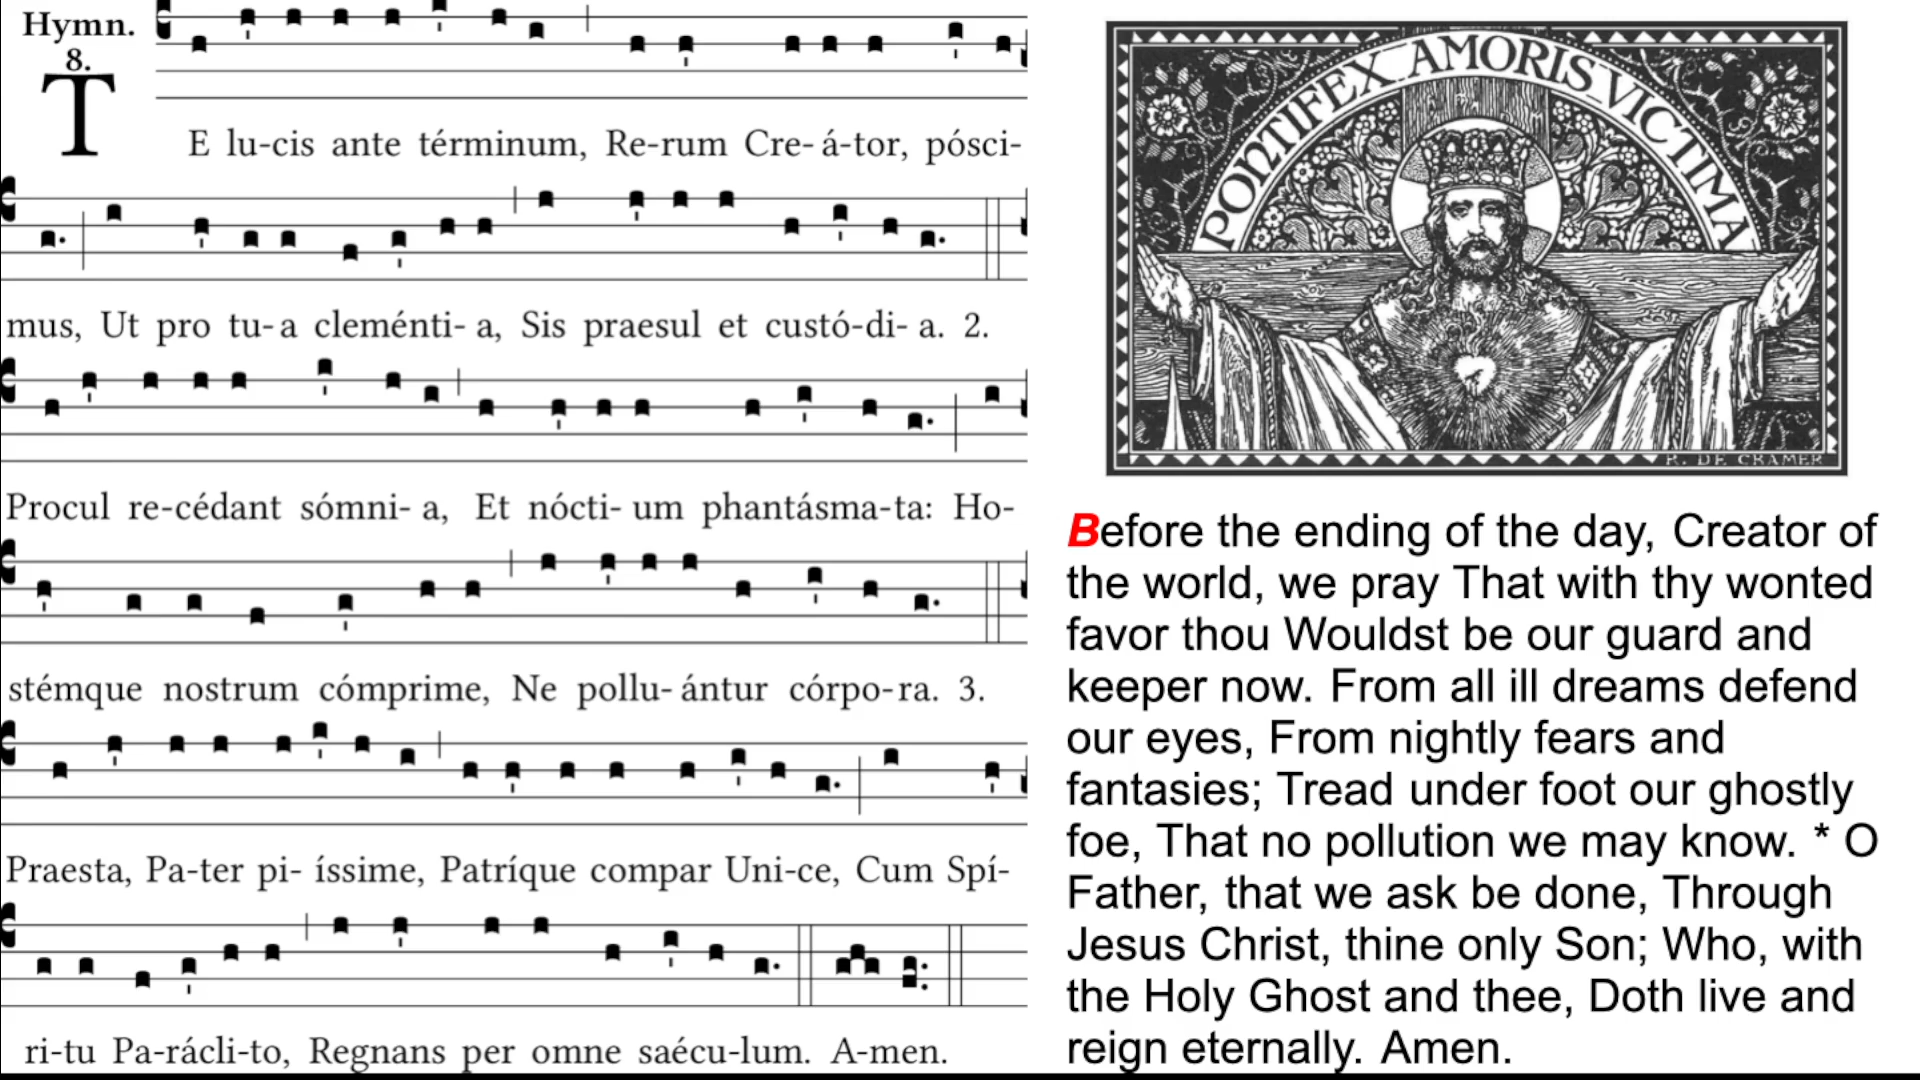 Hymn.
8.
TE lu-cis ante términum, Re-rum Cre-á-tor, pósci-
mus, Ut pro tu-a cleménti-a, Sis praesul et custó-di-a. 2.
Procul re-cédant sómni-a, Et nócti-um phantásma-ta: Ho-
stémque nostrum cómprime, Ne pollu-ántur córpo-ra. 3.
Praesta, Pa-ter pi-íssime, Patríque compar Uni-ce, Cum Spí-
ri-tu Pa-rácli-to, Regnans per omne saécu-lum. A-men.
PONTIFEX AMORIS VICTIMA
R. DE CRAMER
Before the ending of the day, Creator of
the world, we pray That with thy wonted
favor thou Wouldst be our guard and
keeper now. From all ill dreams defend
our eyes, From nightly fears and
fantasies; Tread under foot our ghostly
foe, That no pollution we may know. * O
Father, that we ask be done, Through
Jesus Christ, thine only Son; Who, with
the Holy Ghost and thee, Doth live and
reign eternally. Amen.